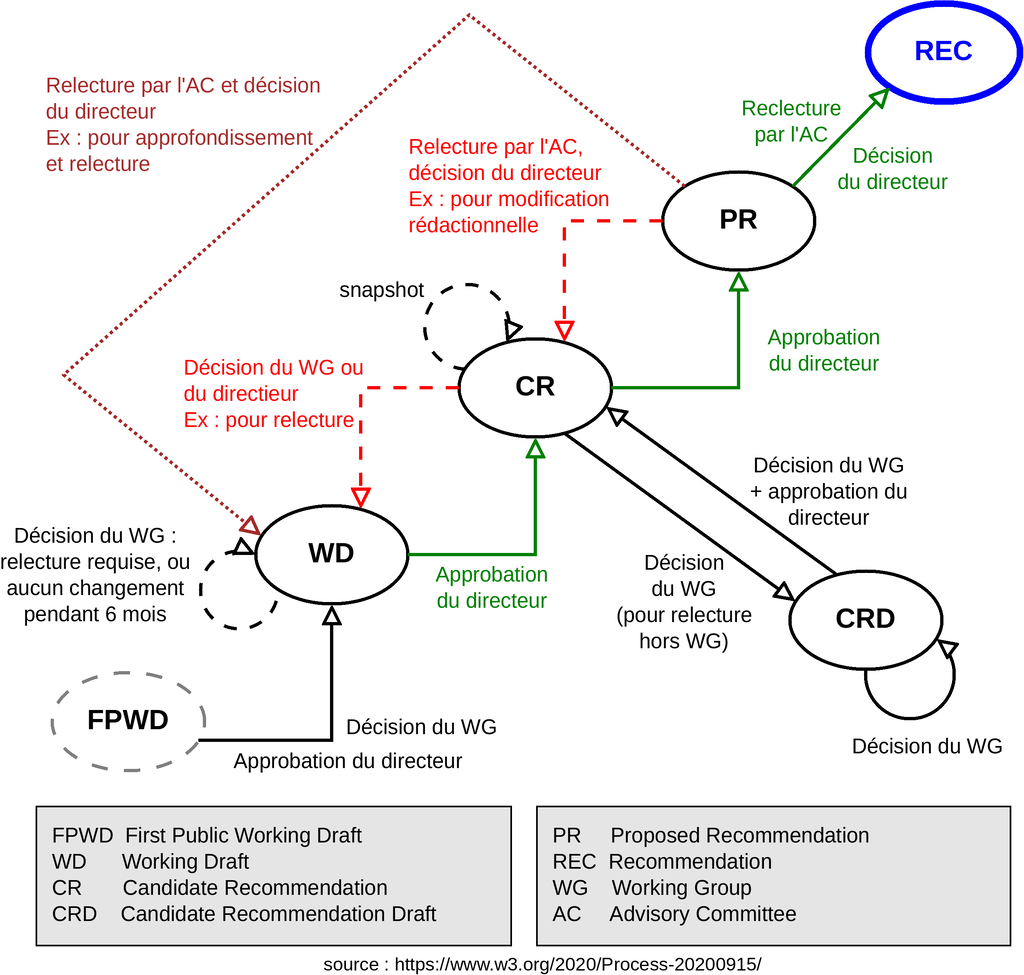 REC
Relecture par l'AC et décision
du directeur
Ex : pour approfondissement
et relecture
Reclecture
par l'AC
Décision
du directeur
Relecture par l'AC,
décision du directeur
Ex : pour modification
rédactionnelle
PR
snapshot
Approbation
du directeur
Décision du WG ou
du directieur
Ex : pour relecture
CR
Décision du WG
+ approbation du
directeur
Décision du WG :
relecture requise, ou
aucun changement
pendant 6 mois
WD
Approbation
du directeur
Décision
du WG
(pour relecture
hors WG)
CRD
FPWD
Décision du WG
Approbation du directeur
Décision du WG
FPWD First Public Working Draft
WD Working Draft
CR Candidate Recommendation
CRD Candidate Recommendation Draft
PR Proposed Recommendation
REC Recommendation
WG Working Group
AC Advisory Committee
source : https://www.w3.org/2020/Process-20200915/